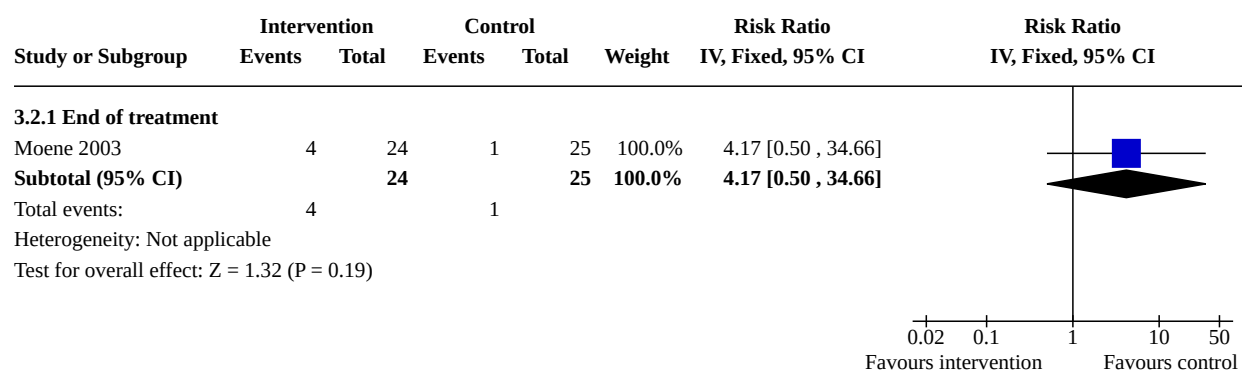 Intervention Control Risk Ratio Risk Ratio
Study or Subgroup Events Total Events Total Weight IV, Fixed, 95% CI IV, Fixed, 95% CI
3.2.1 End of treatment
Moene 2003 4 24 1 25 100.0% 4.17 [0.50 , 34.66]
Subtotal (95% CI) 24 25 100.0% 4.17 [0.50 , 34.66]
Total events: 4 1
Heterogeneity: Not applicable
Test for overall effect: Z = 1.32 (P = 0.19)
0.02 0.1 1 10 50
Favours intervention Favours control